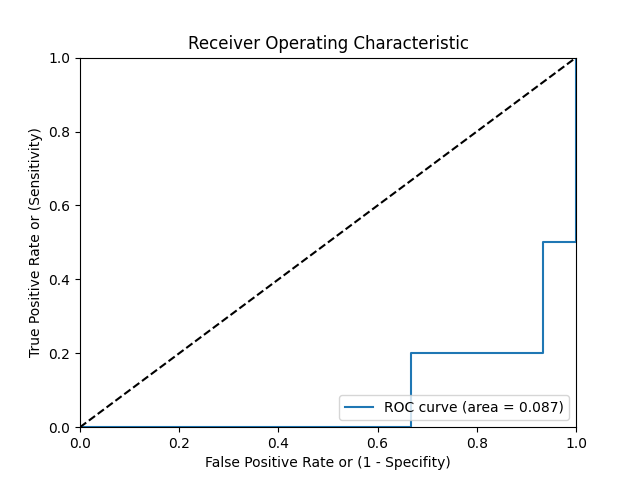 Receiver Operating Characteristic
True Positive Rate or (Sensitivity)
1.0
0.8
0.6
0.4
0.2
0.0
ROC curve (area = 0.087)
0.0 0.2 0.4 0.6 0.8 1.0
False Positive Rate or (1 - Specifity)